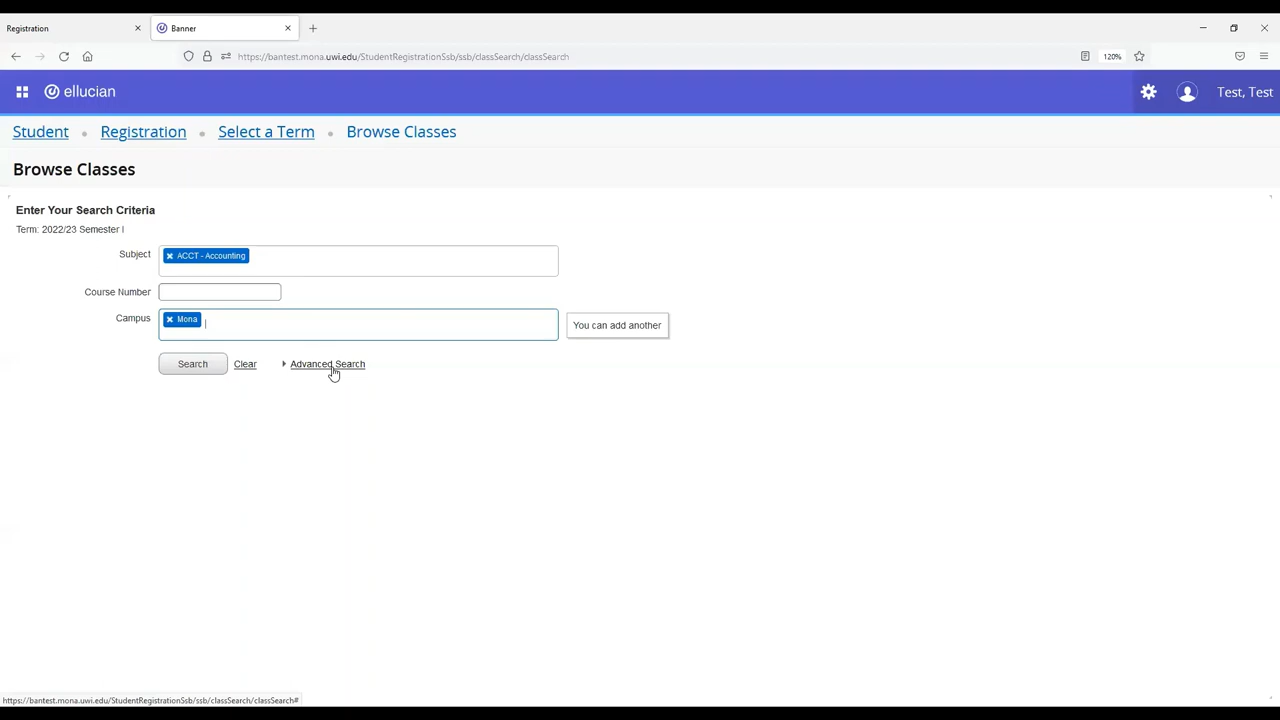 Registration
Banner
https://bantest.mona.uwi.edu/StudentRegistrationSsb/ssb/classSearch/classSearch
120%
ellucian
Test, Test
Student Registration Select a Term Browse Classes
Browse Classes
Enter Your Search Criteria
Term: 2022/23 Semester I
Subject
ACCT - Accounting
Course Number
Campus
Mona
You can add another
Search Clear Advanced Search
https://bantest.mona.uwi.edu/StudentRegistrationSsb/ssb/classSearch/classSearch#